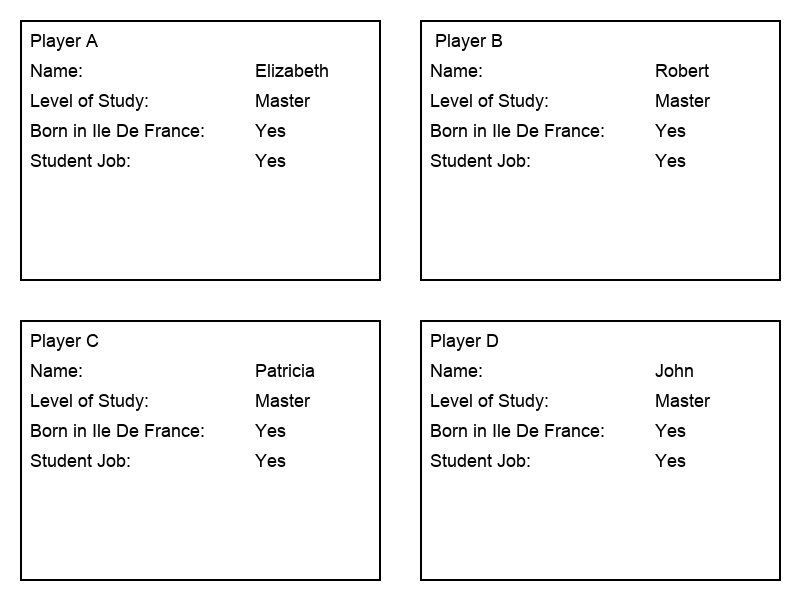 Player A
Name: Elizabeth
Level of Study: Master
Born in Ile De France: Yes
Student Job: Yes
Player B
Name: Robert
Level of Study: Master
Born in Ile De France: Yes
Student Job: Yes
Player C
Name: Patricia
Level of Study: Master
Born in Ile De France: Yes
Student Job: Yes
Player D
Name: John
Level of Study: Master
Born in Ile De France: Yes
Student Job: Yes